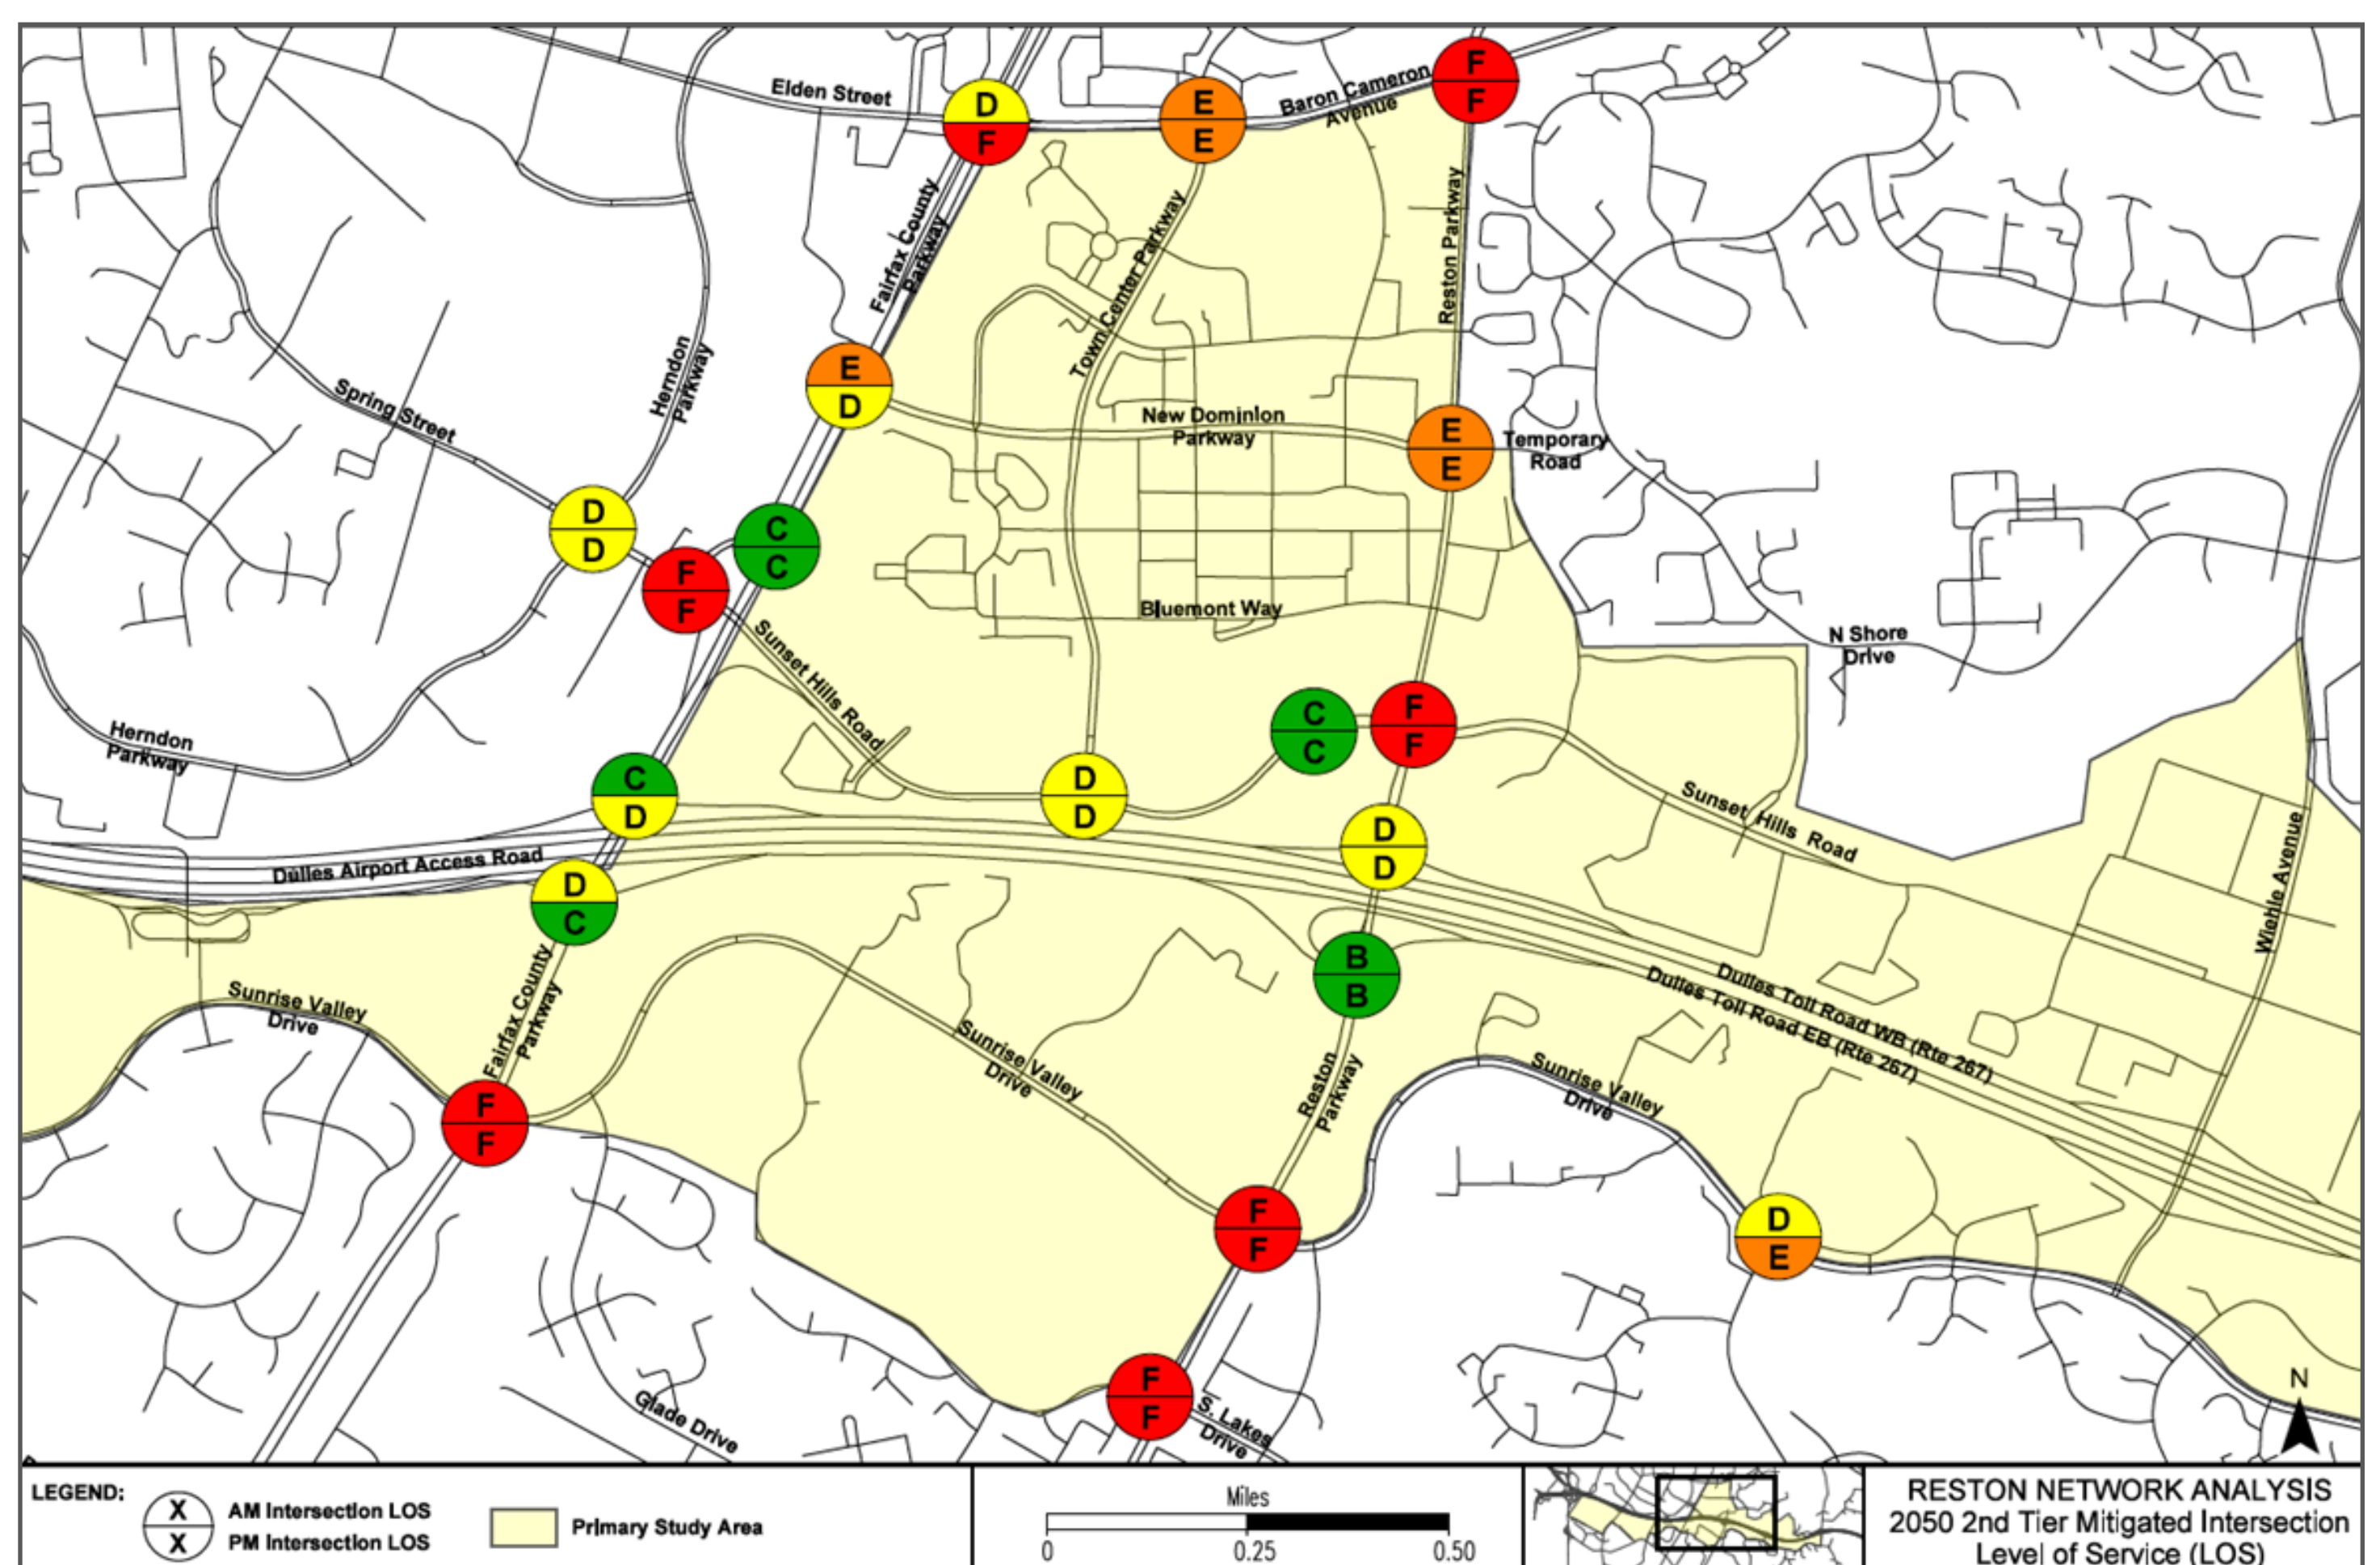 F
F
Elden Street
D
F
E
E
Baron Cameron
Avenue
Fairfax County
Parkway
Town Center Parkway
Reston Parkway
Herndon
Parkway
E
D
Spring Street
New Dominion
Parkway
E
E
Temporary
Road
D
D
C
C
F
F
Bluemont Way
Sunset Hills Road
N Shore
Drive
Herndon
Parkway
C
C
F
F
C
D
D
D
Sunset Hills Road
D
D
Dulles Airport Access Road
D
C
Wiehle Avenue
B
B
Fairfax County
Parkway
Sunrise Valley
Drive
Dulles Toll Road WB (Rte 267)
Dulles Toll Road EB (Rte 267)
Sunrise Valley
Drive
Reston
Parkway
Sunrise Valley
Drive
F
F
F
F
D
E
F
F
S. Lakes
Drive
Glade Drive
N
LEGEND:
X
X
AM Intersection LOS
PM Intersection LOS
Primary Study Area
Miles
0
0.25
0.50
RESTON NETWORK ANALYSIS
2050 2nd Tier Mitigated Intersection
Level of Service (LOS)